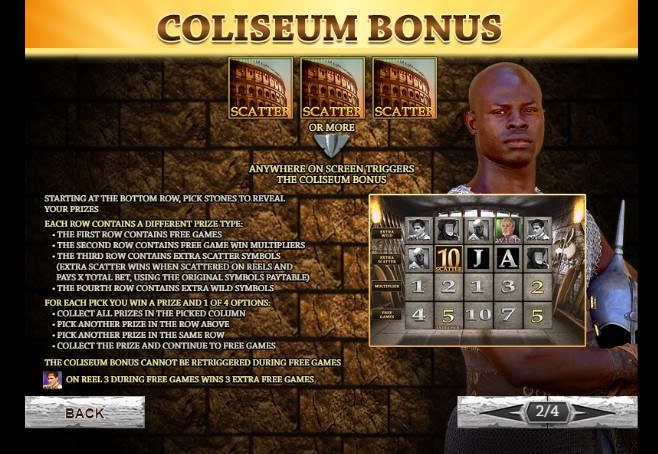 COLISEUM BONUS
SCATTER SCATTER SCATTER
OR MORE
ANYWHERE ON SCREEN TRIGGERS
THE COLISEUM BONUS
STARTING AT THE BOTTOM ROW, PICK STONES TO REVEAL
YOUR PRIZES
EACH ROW CONTAINS A DIFFERENT PRIZE TYPE:
• THE FIRST ROW CONTAINS FREE GAMES
• THE SECOND ROW CONTAINS FREE GAME WIN MULTIPLIERS
• THE THIRD ROW CONTAINS EXTRA SCATTER SYMBOLS
(EXTRA SCATTER WINS WHEN SCATTERED ON REELS AND
PAYS X TOTAL BET, USING THE ORIGINAL SYMBOLS PAYTABLE)
• THE FOURTH ROW CONTAINS EXTRA WILD SYMBOLS
FOR EACH PICK YOU WIN A PRIZE AND 1 OF 4 OPTIONS:
• COLLECT ALL PRIZES IN THE PICKED COLUMN
• PICK ANOTHER PRIZE IN THE ROW ABOVE
• PICK ANOTHER PRIZE IN THE SAME ROW
• COLLECT THE PRIZE AND CONTINUE TO FREE GAMES
THE COLISEUM BONUS CANNOT BE RETRIGGERED DURING FREE GAMES
ON REEL 3 DURING FREE GAMES WINS 3 EXTRA FREE GAMES
EXTRA
WILD
EXTRA
SCATTER
10 J A
SCATTER
MULTIPLIER
1 2 1 3 2
FREE
GAMES
4 5 10 7 5
BACK
2/4